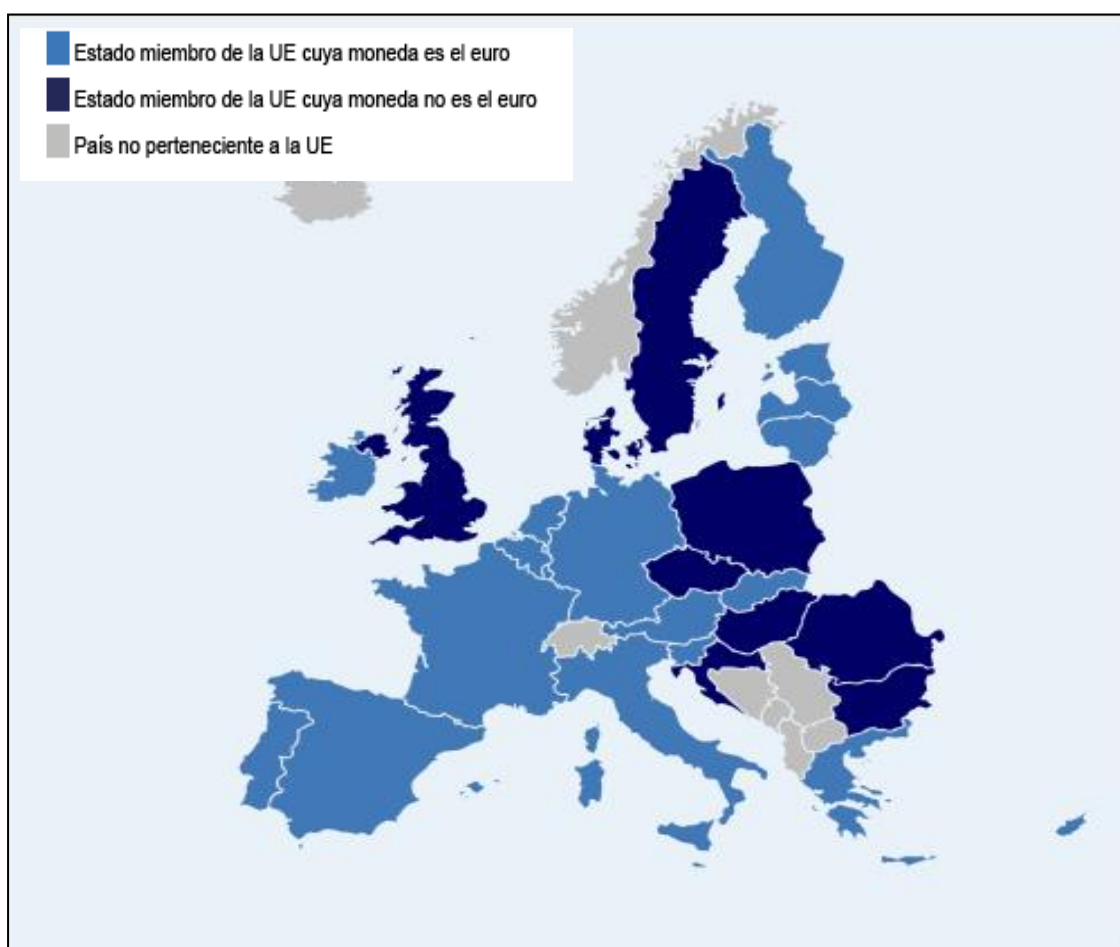 Estado miembro de la UE cuya moneda es el euro
Estado miembro de la UE cuya moneda no es el euro
País no perteneciente a la UE